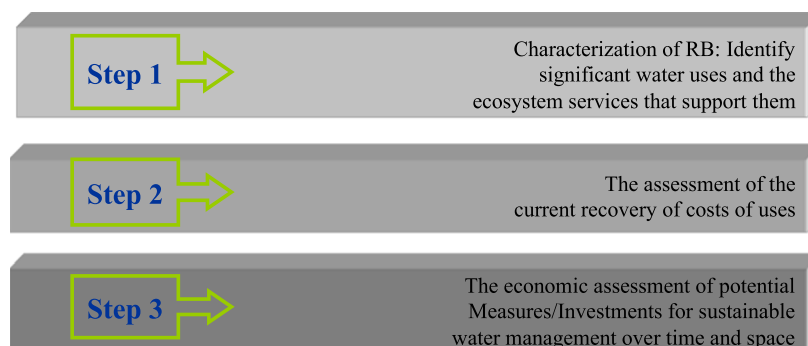 Step 1
Characterization of RB: Identify
significant water uses and the
ecosystem services that support them
Step 2
The assessment of the
current recovery of costs of uses
Step 3
The economic assessment of potential
Measures/Investments for sustainable
water management over time and space